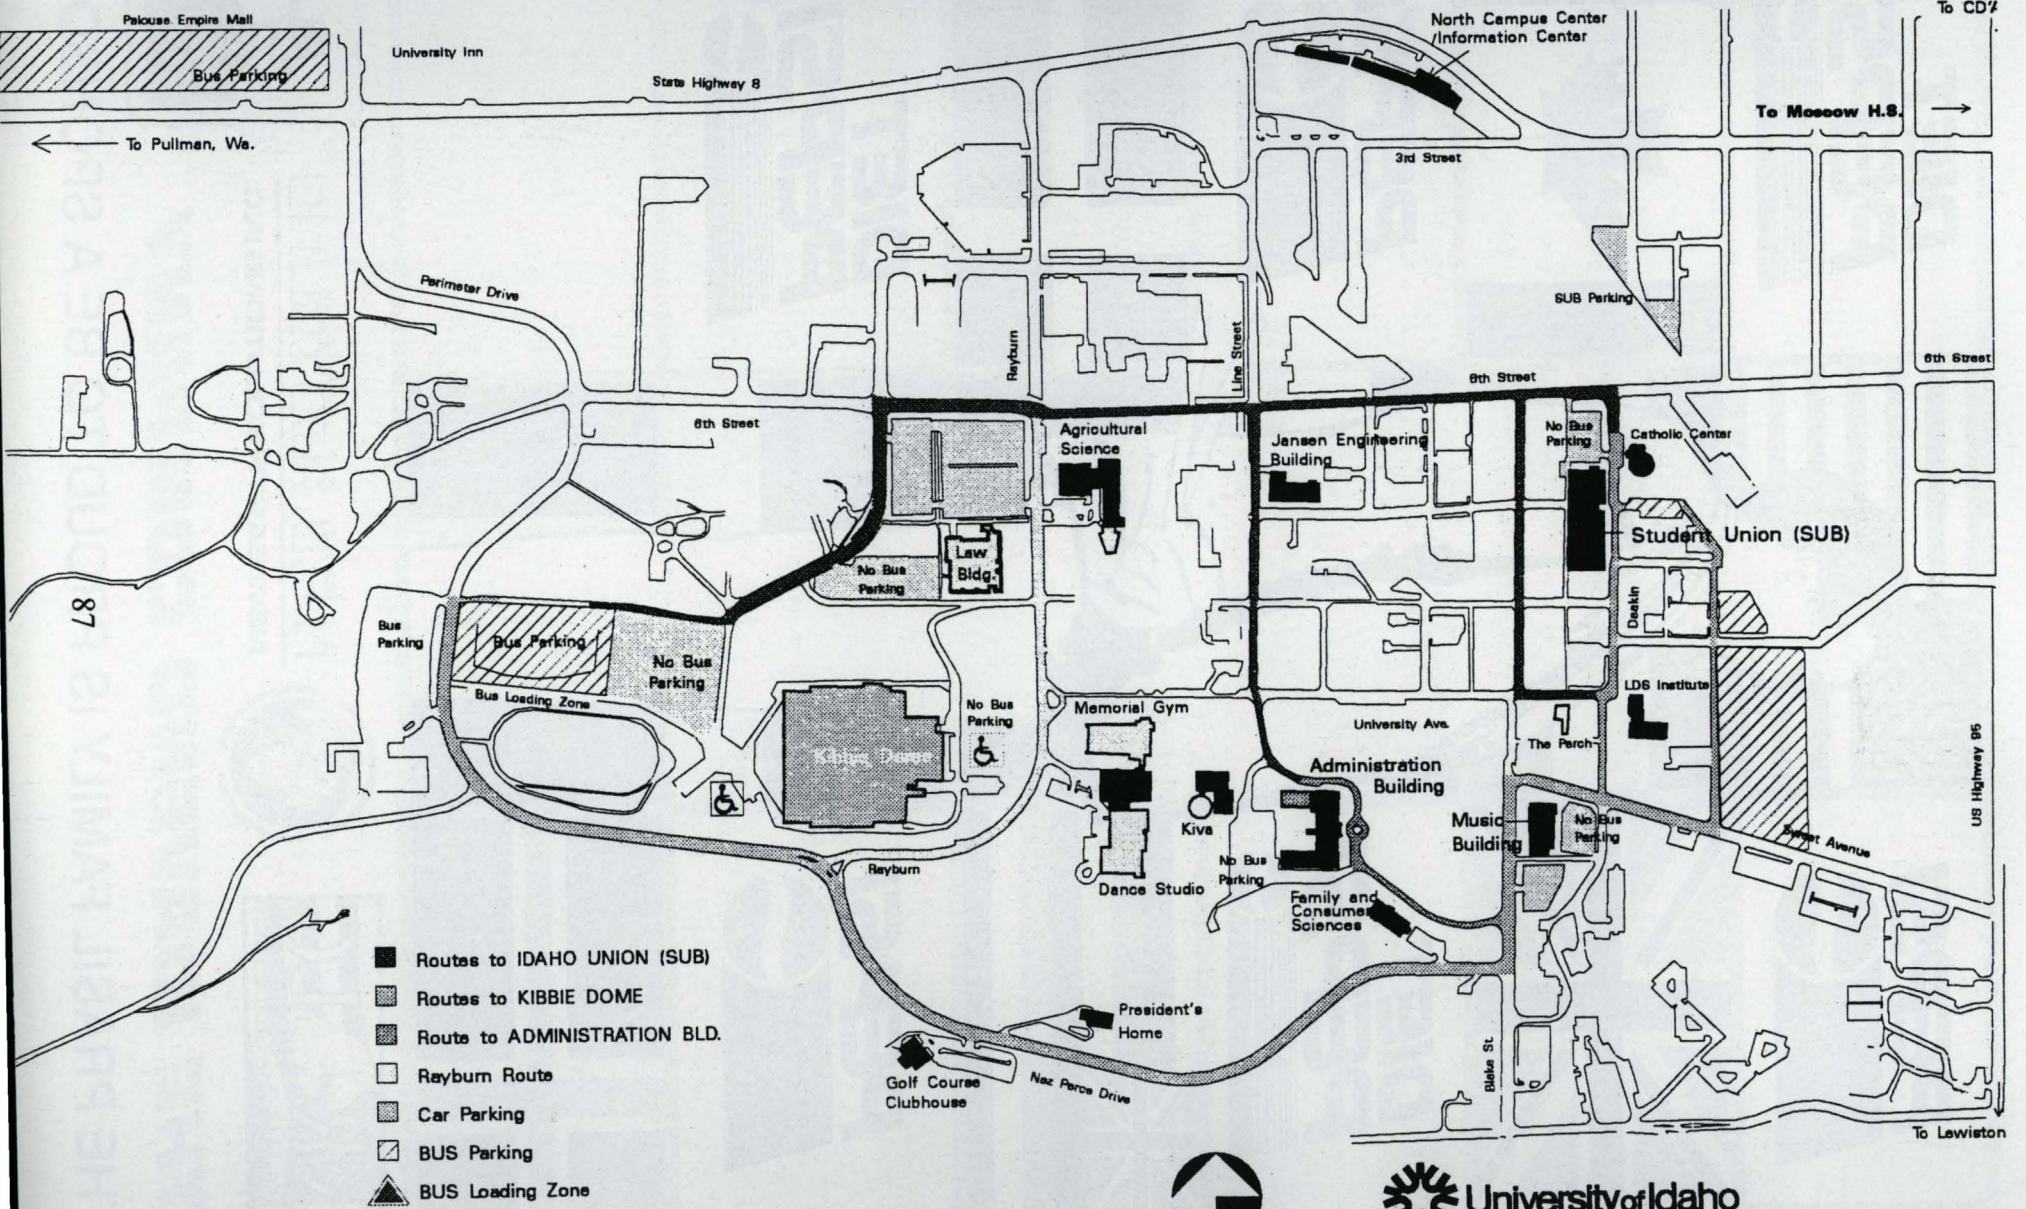 Palouse Empire Mall
Bus Parking
University Inn
State Highway 8
North Campus Center
/Information Center
To Moscow H.S.
To Pullman, Wa.
3rd Street
Perimeter Drive
SUB Parking
Rayburn
Line Street
6th Street
6th Street
6th Street
Agricultural
Science
Jansen Engineering
Building
No Bus
Parking
Catholic Center
Student Union (SUB)
Law
Bldg.
No Bus
Parking
87
Bus
Parking
Bus Parking
No Bus
Parking
Deakin
Bus Loading Zone
No Bus
Parking
Memorial Gym
LDS Institute
University Ave.
The Perch
US Highway 95
Kibbie Dome
Administration
Building
Kiva
Music
Building
No Bus
Parking
Sweet Avenue
Rayburn
Dance Studio
No Bus
Parking
Family and
Consumer
Sciences
Routes to IDAHO UNION (SUB)
Routes to KIBBIE DOME
Route to ADMINISTRATION BLD.
Rayburn Route
Car Parking
BUS Parking
BUS Loading Zone
President's
Home
Golf Course
Clubhouse
Nez Perce Drive
Blake St.
To Lewiston
University of Idaho